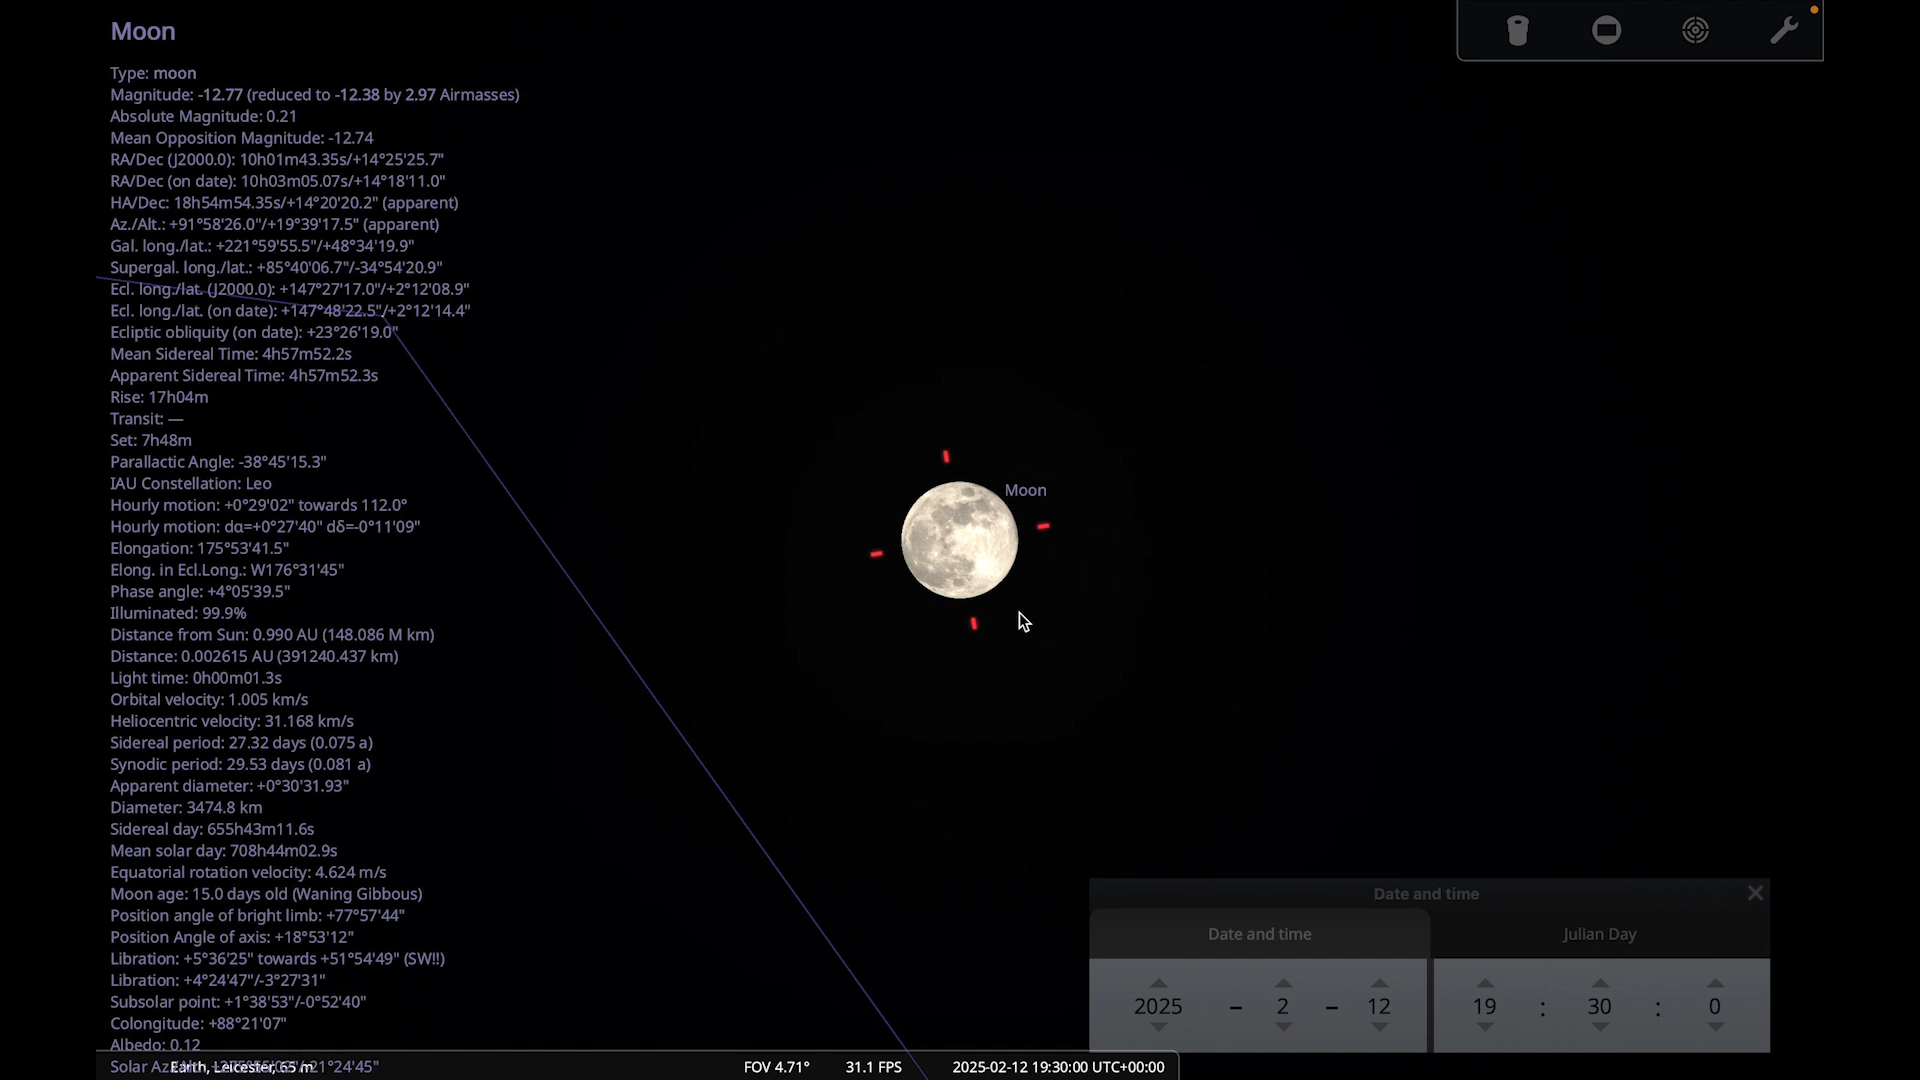 Moon
Type: moon
Magnitude: -12.77 (reduced to -12.38 by 2.97 Airmasses)
Absolute Magnitude: 0.21
Mean Opposition Magnitude: -12.74
RA/Dec (J2000.0): 10h01m43.35s/+14°25'25.7"
RA/Dec (on date): 10h03m05.07s/+14°18'11.0"
HA/Dec: 18h54m54.35s/+14°20'20.2" (apparent)
Az./Alt.: +91°58'26.0"/+19°39'17.5" (apparent)
Gal. long./lat.: +221°59'55.5"/+48°34'19.9"
Supergal. long./lat.: +85°40'06.7"/-34°54'20.9"
Ecl. long./lat. (J2000.0): +147°27'17.0"/+2°12'08.9"
Ecl. long./lat. (on date): +147°48'22.5"/+2°12'14.4"
Ecliptic obliquity (on date): +23°26'19.0"
Mean Sidereal Time: 4h57m52.2s
Apparent Sidereal Time: 4h57m52.3s
Rise: 17h04m
Transit: —
Set: 7h48m
Parallactic Angle: -38°45'15.3"
IAU Constellation: Leo
Hourly motion: +0°29'02" towards 112.0°
Hourly motion: dα=+0°27'40" dδ=-0°11'09"
Elongation: 175°53'41.5"
Elong. in Ecl.Long.: W176°31'45"
Phase angle: +4°05'39.5"
Illuminated: 99.9%
Distance from Sun: 0.990 AU (148.086 M km)
Distance: 0.002615 AU (391240.437 km)
Light time: 0h00m01.3s
Orbital velocity: 1.005 km/s
Heliocentric velocity: 31.168 km/s
Sidereal period: 27.32 days (0.075 a)
Synodic period: 29.53 days (0.081 a)
Apparent diameter: +0°30'31.93"
Diameter: 3474.8 km
Sidereal day: 655h43m11.6s
Mean solar day: 708h44m02.9s
Equatorial rotation velocity: 4.624 m/s
Moon age: 15.0 days old (Waning Gibbous)
Position angle of bright limb: +77°57'44"
Position Angle of axis: +18°53'12"
Libration: +5°36'25" towards +51°54'49" (SW!!)
Libration: +4°24'47"/-3°27'31"
Subsolar point: +1°38'53"/-0°52'40"
Colongitude: +88°21'07"
Albedo: 0.12
Solar
Moon
Date and time
Date and time Julian Day
2025 – 2 – 12 19 : 30 : 0
Earth, Leicester, 65 m FOV 4.71° 31.1 FPS 2025-02-12 19:30:00 UTC+00:00